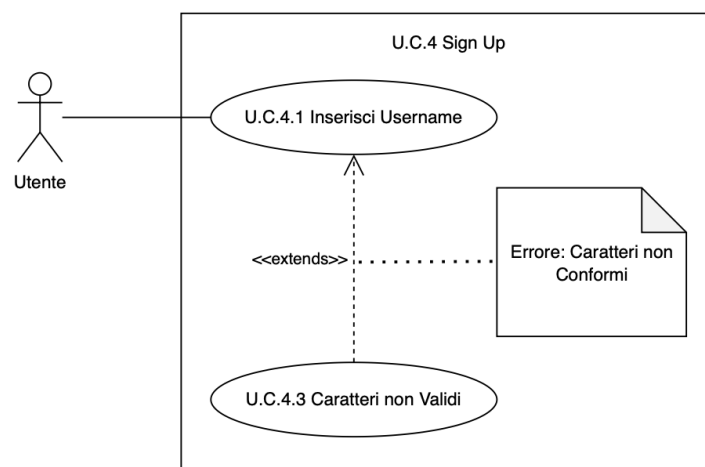 U.C.4 Sign Up
U.C.4.1 Inserisci Username
Utente
<<extends>>
Errore: Caratteri non
Conformi
U.C.4.3 Caratteri non Validi